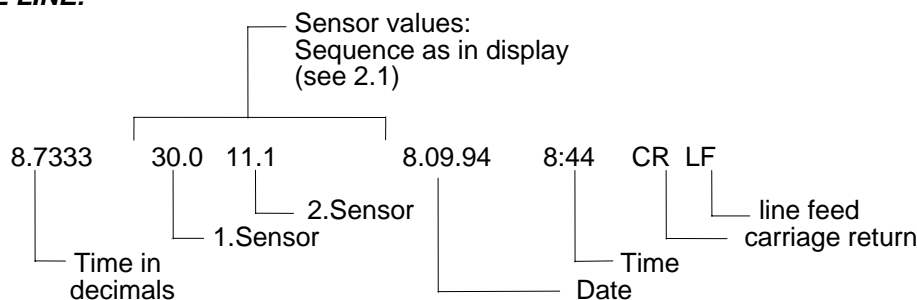 LINE:
Sensor values:
Sequence as in display
(see 2.1)
8.7333 30.0 11.1 8.09.94 8:44 CR LF
2.Sensor
line feed
1.Sensor
carriage return
Time in
decimals
Time
Date